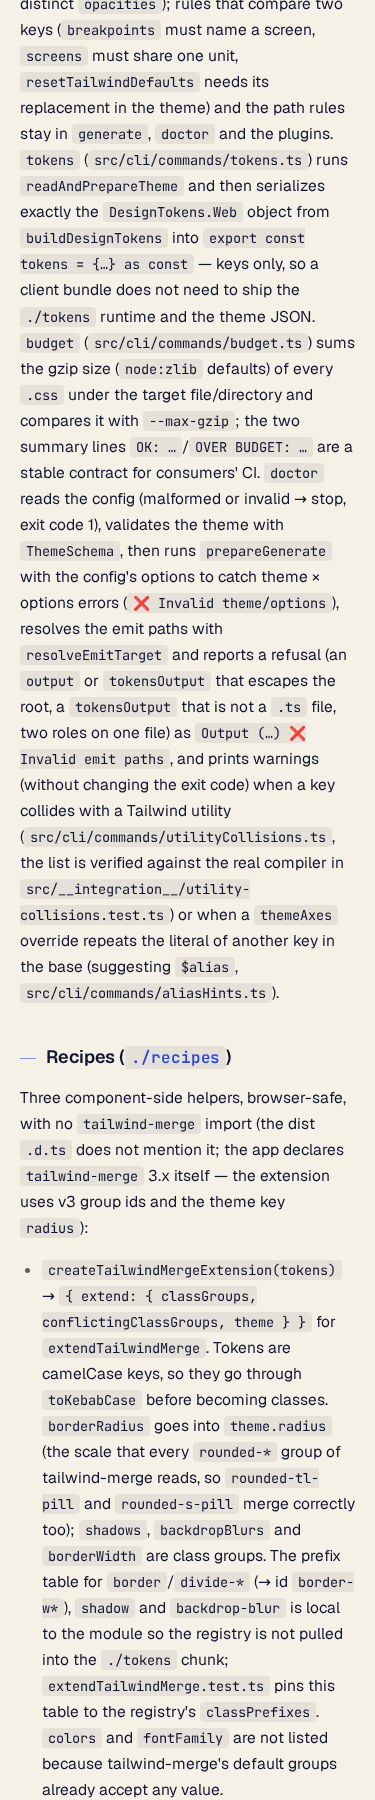 distinct opacities ); rules that compare two
keys ( breakpoints must name a screen,
screens must share one unit,
resetTailwindDefaults needs its
replacement in the theme) and the path rules
stay in generate , doctor and the plugins.
tokens ( src/cli/commands/tokens.ts ) runs
readAndPrepareTheme and then serializes
exactly the DesignTokens.Web object from
buildDesignTokens into export const
tokens = {…} as const — keys only, so a
client bundle does not need to ship the
./tokens runtime and the theme JSON.
budget ( src/cli/commands/budget.ts ) sums
the gzip size ( node:zlib defaults) of every
.css under the target file/directory and
compares it with --max-gzip ; the two
summary lines OK: … / OVER BUDGET: … are a
stable contract for consumers' CI. doctor
reads the config (malformed or invalid → stop,
exit code 1), validates the theme with
ThemeSchema , then runs prepareGenerate
with the config's options to catch theme ×
options errors ( ❌ Invalid theme/options ),
resolves the emit paths with
resolveEmitTarget and reports a refusal (an
output or tokensOutput that escapes the
root, a tokensOutput that is not a .ts file,
two roles on one file) as Output (…) ❌
Invalid emit paths , and prints warnings
(without changing the exit code) when a key
collides with a Tailwind utility
( src/cli/commands/utilityCollisions.ts ,
the list is verified against the real compiler in
src/__integration__/utility-
collisions.test.ts ) or when a themeAxes
override repeats the literal of another key in
the base (suggesting $alias ,
src/cli/commands/aliasHints.ts ).
— Recipes ( ./recipes )
Three component-side helpers, browser-safe,
with no tailwind-merge import (the dist
.d.ts does not mention it; the app declares
tailwind-merge 3.x itself — the extension
uses v3 group ids and the theme key
radius ):
• createTailwindMergeExtension(tokens)
→ { extend: { classGroups,
conflictingClassGroups, theme } } for
extendTailwindMerge . Tokens are
camelCase keys, so they go through
toKebabCase before becoming classes.
borderRadius goes into theme.radius
(the scale that every rounded-* group of
tailwind-merge reads, so rounded-tl-
pill and rounded-s-pill merge correctly
too); shadows , backdropBlurs and
borderWidth are class groups. The prefix
table for border / divide-* (→ id border-
w* ), shadow and backdrop-blur is local
to the module so the registry is not pulled
into the ./tokens chunk;
extendTailwindMerge.test.ts pins this
table to the registry's classPrefixes .
colors and fontFamily are not listed
because tailwind-merge's default groups
already accept any value.